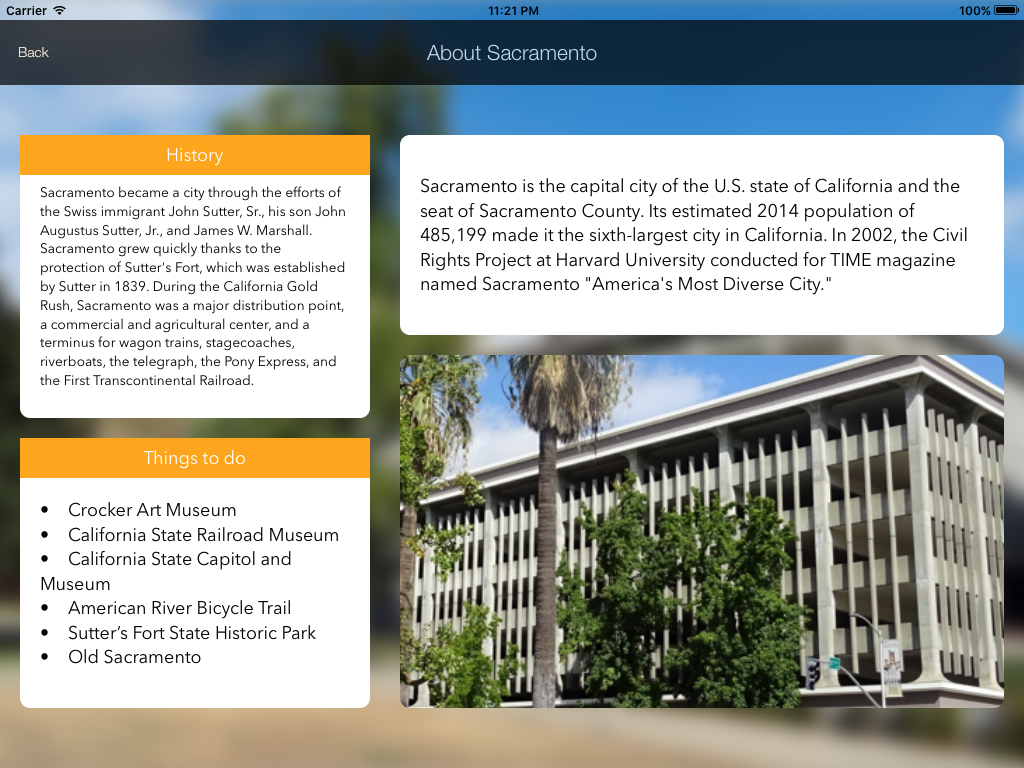 Carrier 11:21 PM 100%
Back About Sacramento
History
Sacramento became a city through the efforts of
the Swiss immigrant John Sutter, Sr., his son John
Augustus Sutter, Jr., and James W. Marshall.
Sacramento grew quickly thanks to the
protection of Sutter's Fort, which was established
by Sutter in 1839. During the California Gold
Rush, Sacramento was a major distribution point,
a commercial and agricultural center, and a
terminus for wagon trains, stagecoaches,
riverboats, the telegraph, the Pony Express, and
the First Transcontinental Railroad.
Things to do
• Crocker Art Museum
• California State Railroad Museum
• California State Capitol and
Museum
• American River Bicycle Trail
• Sutter’s Fort State Historic Park
• Old Sacramento
Sacramento is the capital city of the U.S. state of California and the
seat of Sacramento County. Its estimated 2014 population of
485,199 made it the sixth-largest city in California. In 2002, the Civil
Rights Project at Harvard University conducted for TIME magazine
named Sacramento "America's Most Diverse City."